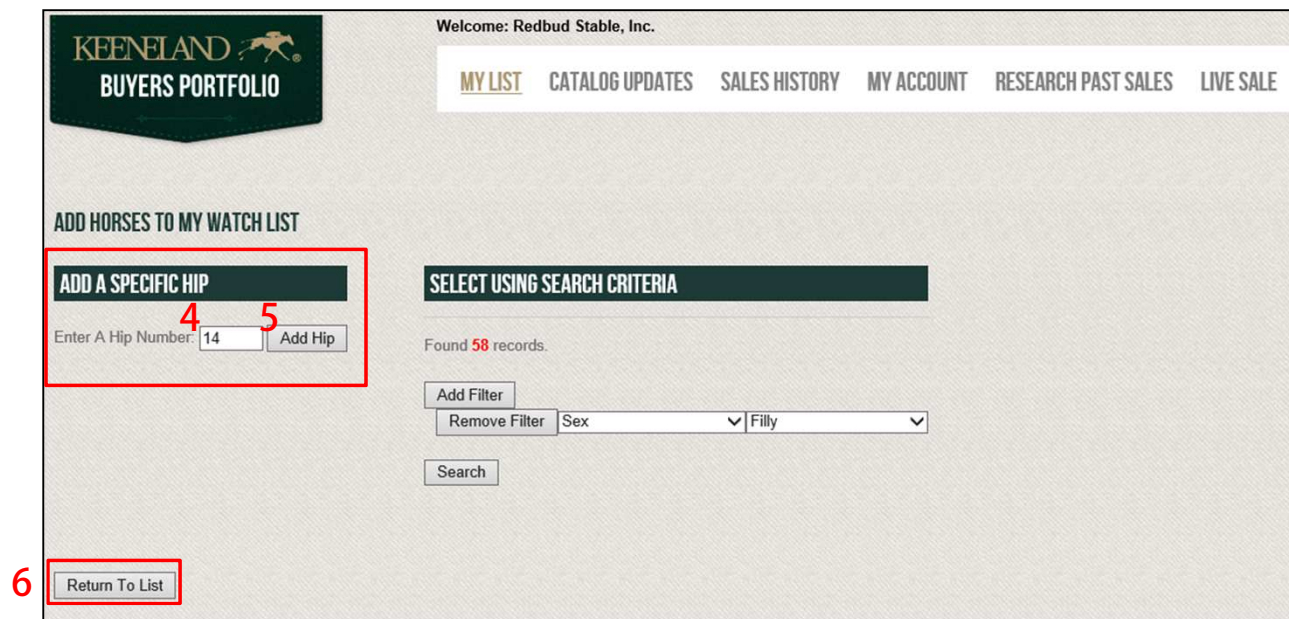 Welcome: Redbud Stable, Inc.
KEENELAND ®
BUYERS PORTFOLIO
MY LIST CATALOG UPDATES SALES HISTORY MY ACCOUNT RESEARCH PAST SALES LIVE SALE
ADD HORSES TO MY WATCH LIST
ADD A SPECIFIC HIP
4 5
Enter A Hip Number: 14 Add Hip
SELECT USING SEARCH CRITERIA
Found 58 records.
Add Filter
Remove Filter Sex Filly
Search
6 Return To List